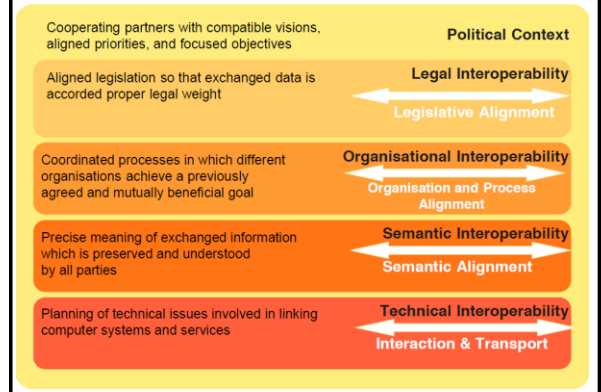 Cooperating partners with compatible visions,
aligned priorities, and focused objectives
Political Context
Aligned legislation so that exchanged data is
accorded proper legal weight
Legal Interoperability
Legislative Alignment
Coordinated processes in which different
organisations achieve a previously
agreed and mutually beneficial goal
Organisational Interoperability
Organisation and Process
Alignment
Precise meaning of exchanged information
which is preserved and understood
by all parties
Semantic Interoperability
Semantic Alignment
Planning of technical issues involved in linking
computer systems and services
Technical Interoperability
Interaction & Transport